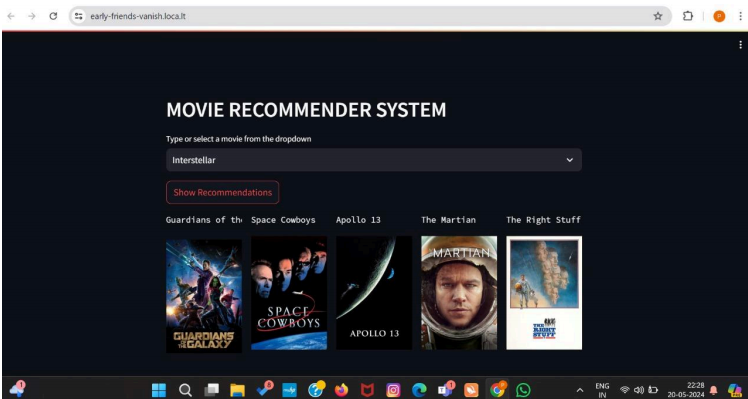 early-friends-vanish.loca.lt
P
MOVIE RECOMMENDER SYSTEM
Type or select a movie from the dropdown
Interstellar
Show Recommendations
Guardians of the Space Cowboys Apollo 13 The Martian The Right Stuff
MARTIAN
SPACE
COWBOYS
GUARDIANS
GALAXY
APOLLO 13
THE
RIGHT
STUFF
ENG
IN
22:28
20-05-2024